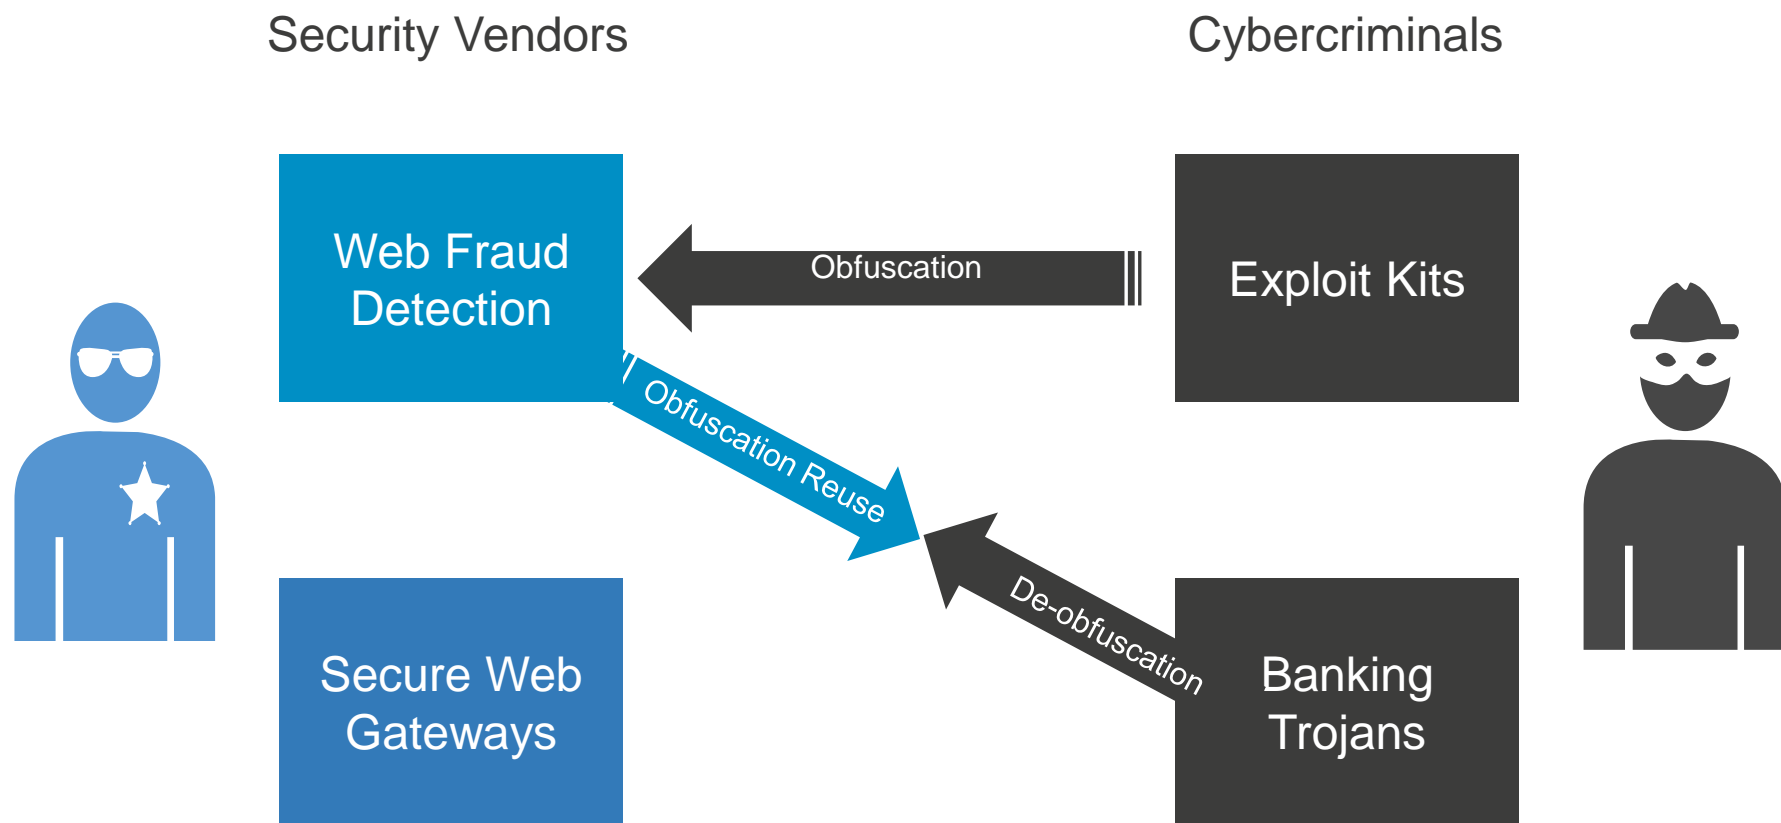 Security Vendors
Cybercriminals
Web Fraud
Detection
Obfuscation
Exploit Kits
Obfuscation Reuse
De-obfuscation
Secure Web
Gateways
Banking
Trojans